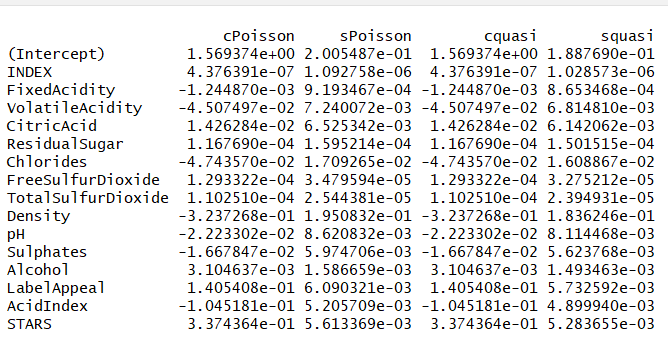 cPoisson sPoisson cquasi squasi
(Intercept) 1.569374e+00 2.005487e-01 1.569374e+00 1.887690e-01
INDEX 4.376391e-07 1.092758e-06 4.376391e-07 1.028573e-06
FixedAcidity -1.244870e-03 9.193467e-04 -1.244870e-03 8.653468e-04
VolatileAcidity -4.507497e-02 7.240072e-03 -4.507497e-02 6.814810e-03
CitricAcid 1.426284e-02 6.525342e-03 1.426284e-02 6.142062e-03
ResidualSugar 1.167690e-04 1.595214e-04 1.167690e-04 1.501515e-04
Chlorides -4.743570e-02 1.709265e-02 -4.743570e-02 1.608867e-02
FreeSulfurDioxide 1.293322e-04 3.479594e-05 1.293322e-04 3.275212e-05
TotalSulfurDioxide 1.102510e-04 2.544381e-05 1.102510e-04 2.394931e-05
Density -3.237268e-01 1.950832e-01 -3.237268e-01 1.836246e-01
pH -2.223302e-02 8.620832e-03 -2.223302e-02 8.114468e-03
Sulphates -1.667847e-02 5.974706e-03 -1.667847e-02 5.623768e-03
Alcohol 3.104637e-03 1.586659e-03 3.104637e-03 1.493463e-03
LabelAppeal 1.405408e-01 6.090321e-03 1.405408e-01 5.732592e-03
AcidIndex -1.045181e-01 5.205709e-03 -1.045181e-01 4.899940e-03
STARS 3.374364e-01 5.613369e-03 3.374364e-01 5.283655e-03